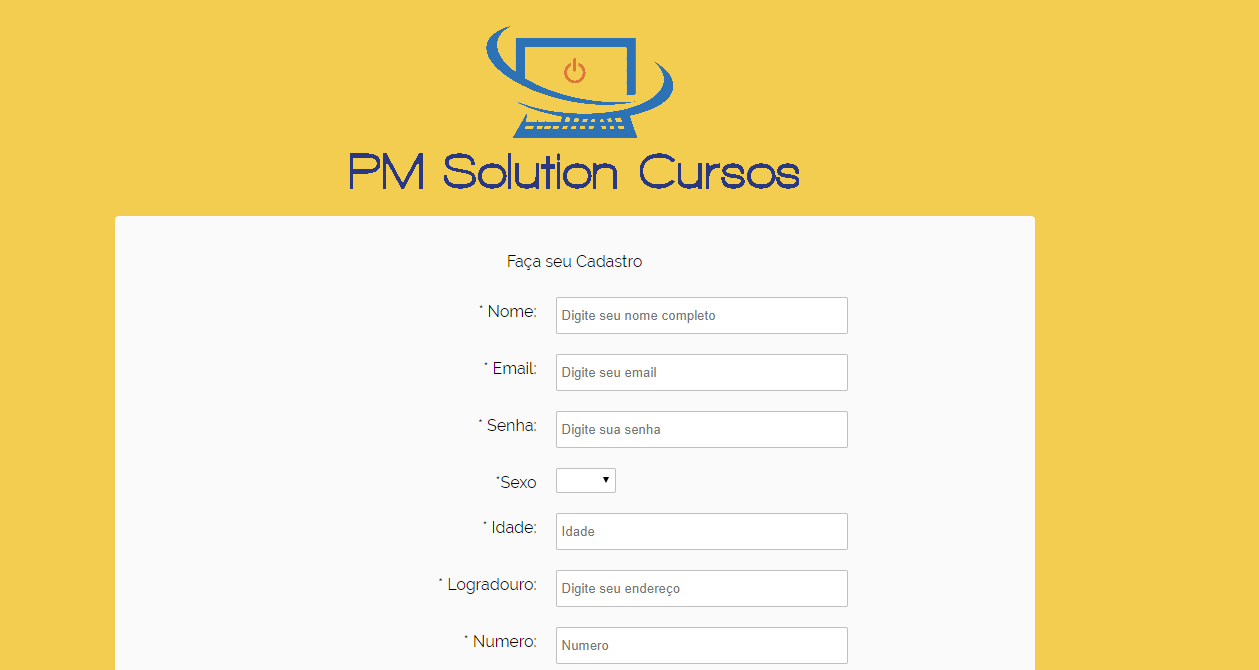 PM Solution Cursos
Faça seu Cadastro
* Nome: Digite seu nome completo
* Email: Digite seu email
* Senha: Digite sua senha
*Sexo
* Idade: Idade
* Logradouro: Digite seu endereço
* Numero: Numero